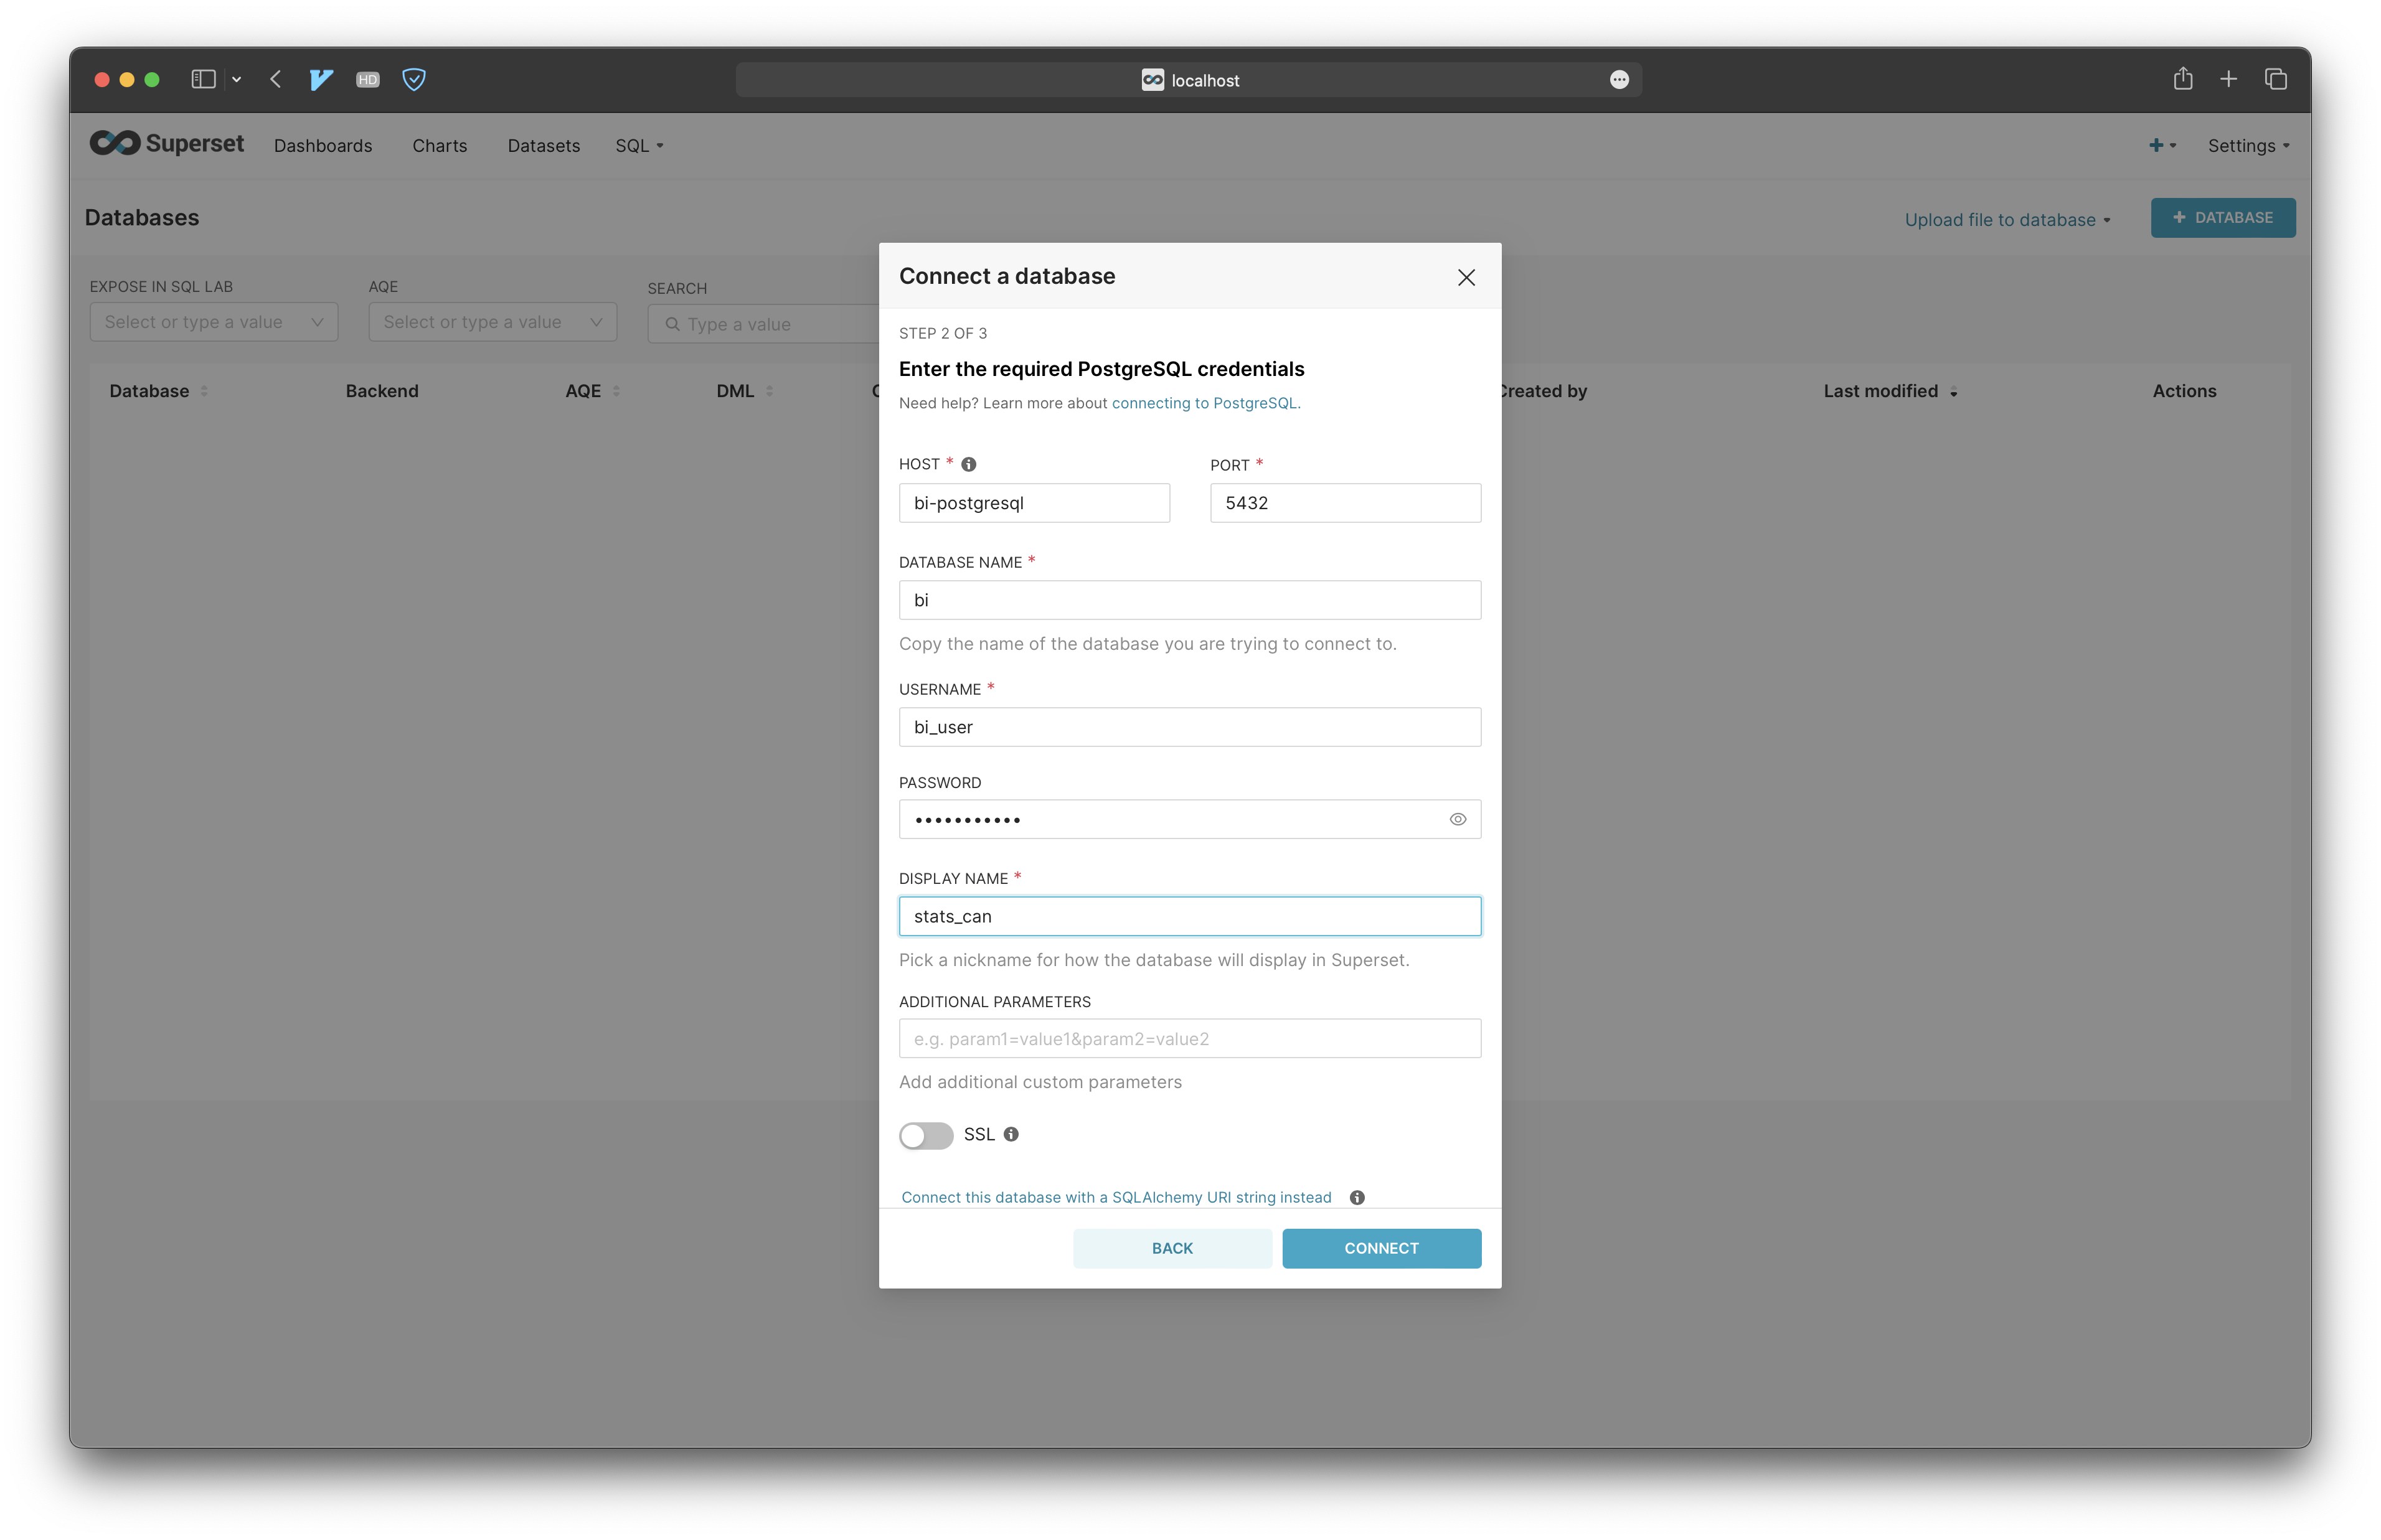 HD
localhost
Superset Dashboards Charts Datasets SQL Settings
Databases Upload file to database + DATABASE
EXPOSE IN SQL LAB AQE SEARCH
Select or type a value Select or type a value Type a value
Database Backend AQE DML Created by Last modified Actions
Connect a database
STEP 2 OF 3
Enter the required PostgreSQL credentials
Need help? Learn more about connecting to PostgreSQL.
HOST * PORT *
bi-postgresql 5432
DATABASE NAME *
bi
Copy the name of the database you are trying to connect to.
USERNAME *
bi_user
PASSWORD
•••••••••••
DISPLAY NAME *
stats_can
Pick a nickname for how the database will display in Superset.
ADDITIONAL PARAMETERS
e.g. param1=value1&param2=value2
Add additional custom parameters
SSL
Connect this database with a SQLAlchemy URI string instead
BACK CONNECT